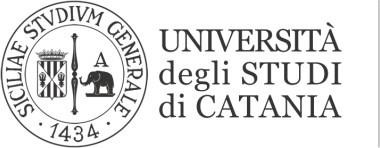 SICILIAE STVDIVM GENERALE
· 1434 ·
A
UNIVERSITÀ
degli STUDI
di CATANIA